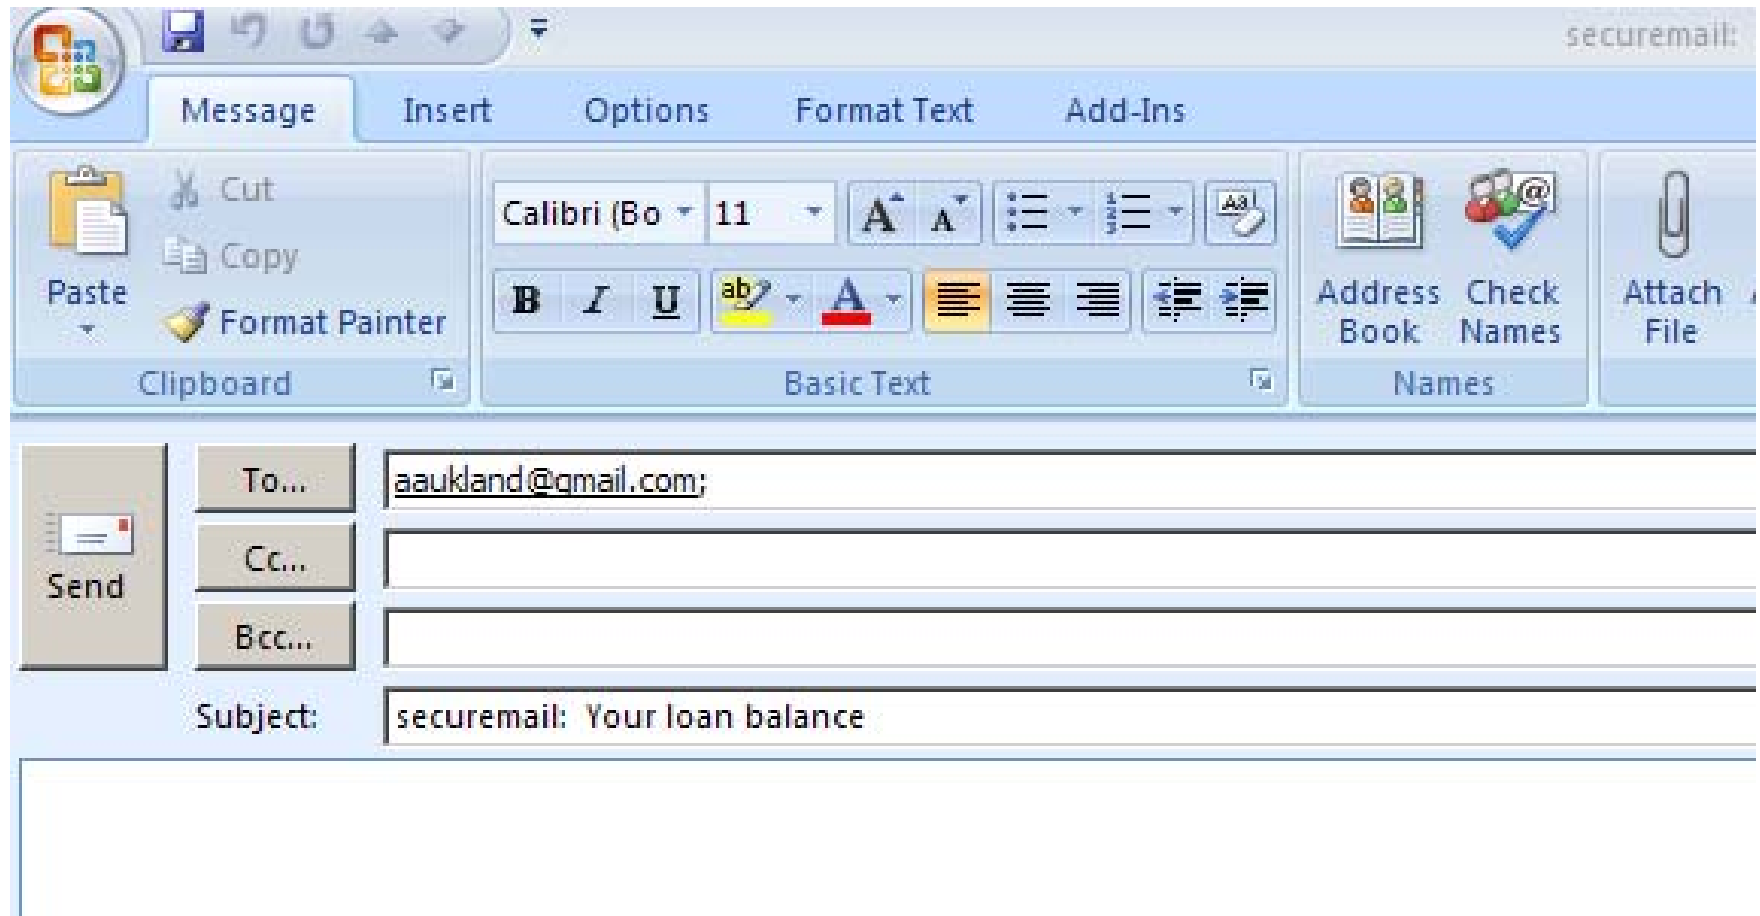 securemail:
Message Insert Options Format Text Add-Ins
Cut
Copy
Paste
Format Painter
Clipboard
Calibri (Bo 11
B I U ab A
Basic Text
Address Book
Check Names
Names
Attach File
To... aaukland@gmail.com;
Cc...
Bcc...
Send
Subject: securemail: Your loan balance